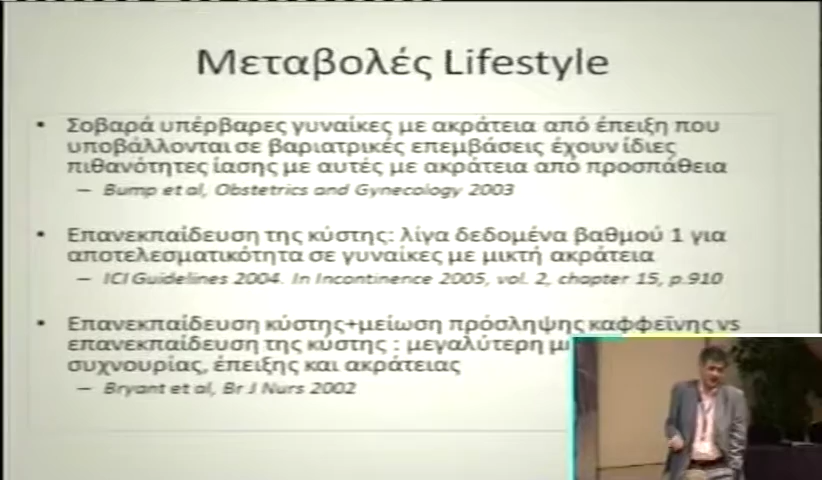 Μεταβολές Lifestyle
• Σοβαρά υπέρβαρες γυναίκες με ακράτεια από έπειξη που
υποβάλλονται σε βαριατρικές επεμβάσεις έχουν ίδιες
πιθανότητες ίασης με αυτές με ακράτεια από προσπάθεια
– Bump et al, Obstetrics and Gynecology 2003
• Επανεκπαίδευση της κύστης: λίγα δεδομένα βαθμού 1 για
αποτελεσματικότητα σε γυναίκες με μικτή ακράτεια
– ICI Guidelines 2004. In Incontinence 2005, vol. 2, chapter 15, p.910
• Επανεκπαίδευση κύστης+μείωση πρόσληψης καφφεΐνης vs
επανεκπαίδευση της κύστης : μεγαλύτερη
συχνουρίας, έπειξης και ακράτειας
– Bryant et al, Br J Nurs 2002